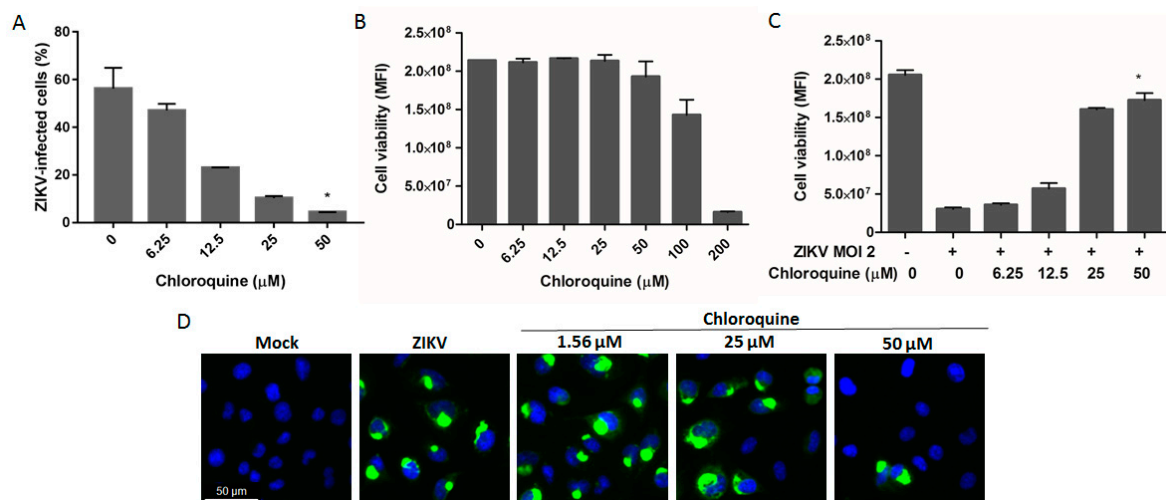 A
ZIKV-infected cells (%)
80
60
40
20
0
0 6.25 12.5 25 50
*
Chloroquine (μM)
B
Cell viability (MFI)
2.5×10⁸
2.0×10⁸
1.5×10⁸
1.0×10⁸
5.0×10⁷
0
0 6.25 12.5 25 50 100 200
Chloroquine (μM)
C
Cell viability (MFI)
2.5×10⁸
2.0×10⁸
1.5×10⁸
1.0×10⁸
5.0×10⁷
0
*
ZIKV MOI 2 - + + + + +
Chloroquine (μM) 0 0 6.25 12.5 25 50
D
Chloroquine
Mock ZIKV 1.56 μM 25 μM 50 μM
50 μm